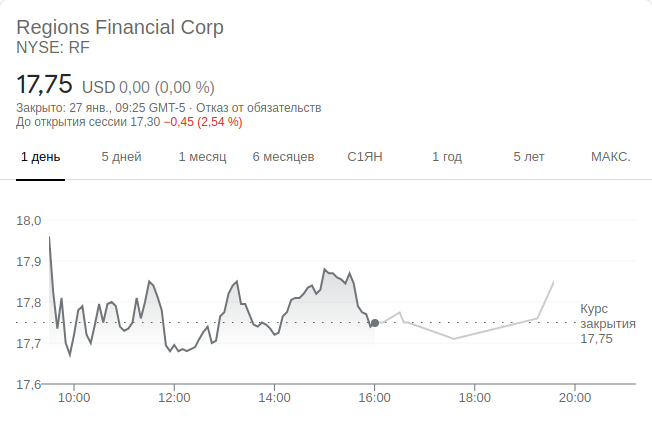 Regions Financial Corp
NYSE: RF
17,75 USD 0,00 (0,00 %)
Закрыто: 27 янв., 09:25 GMT-5 · Отказ от обязательств
До открытия сессии 17,30 −0,45 (2,54 %)
1 день 5 дней 1 месяц 6 месяцев С1ЯН 1 год 5 лет МАКС.
18,0
17,9
17,8
17,7
17,6
Курс
закрытия
17,75
10:00 12:00 14:00 16:00 18:00 20:00